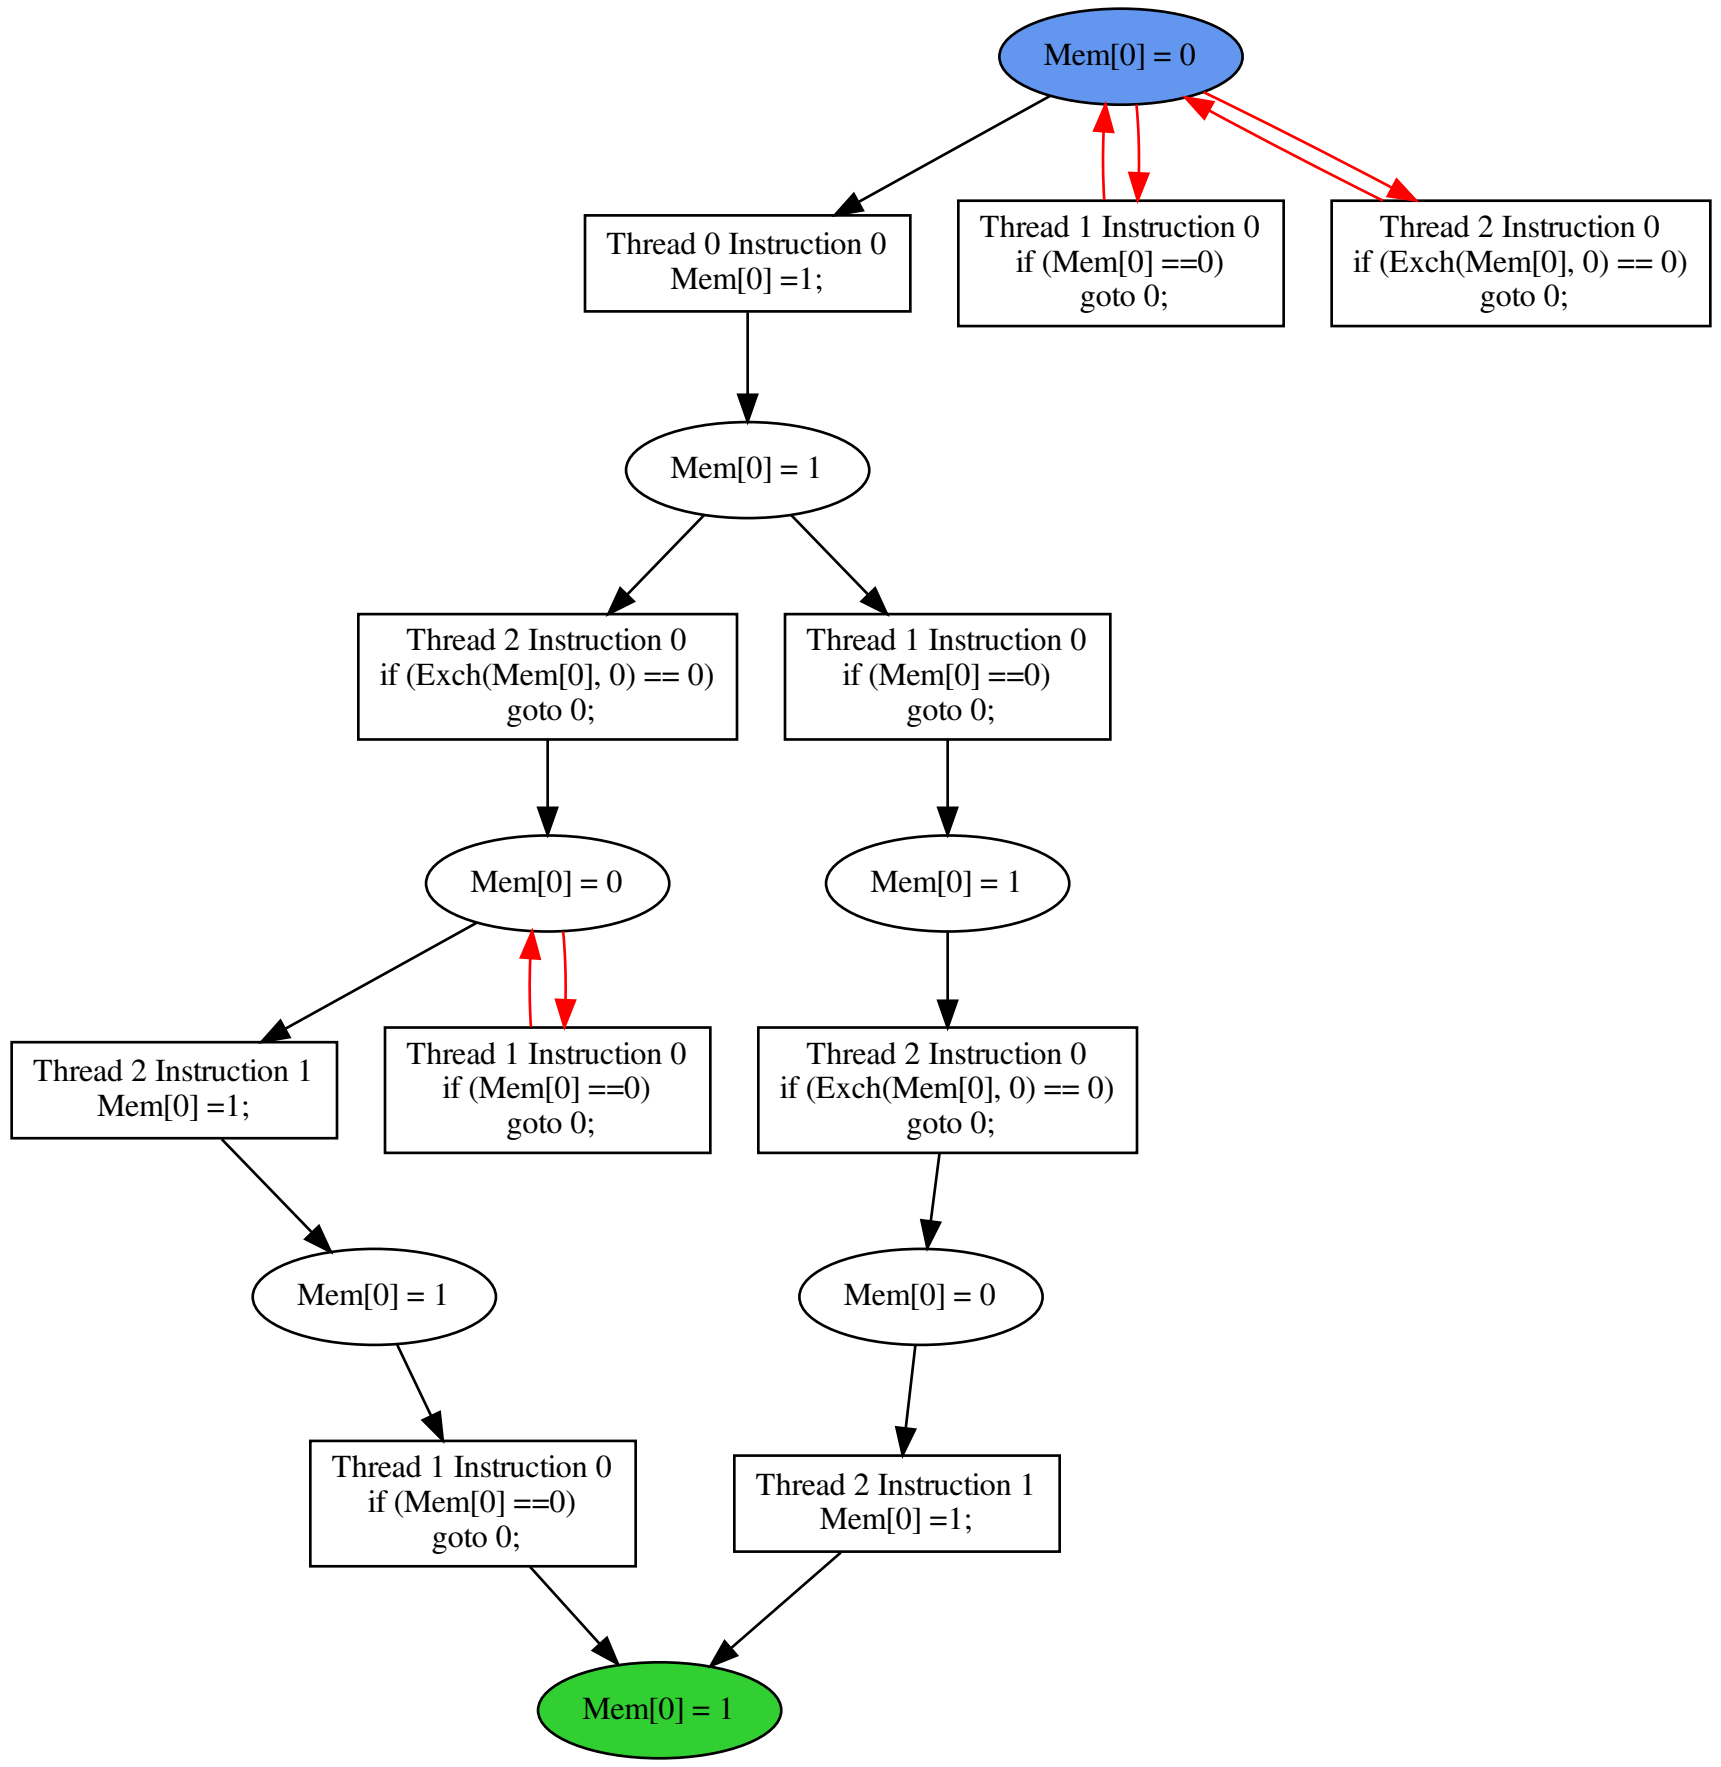 Mem[0] = 0
Thread 0 Instruction 0
Mem[0] =1;
Thread 1 Instruction 0
if (Mem[0] ==0)
goto 0;
Thread 2 Instruction 0
if (Exch(Mem[0], 0) == 0)
goto 0;
Mem[0] = 1
Thread 2 Instruction 0
if (Exch(Mem[0], 0) == 0)
goto 0;
Thread 1 Instruction 0
if (Mem[0] ==0)
goto 0;
Mem[0] = 0
Mem[0] = 1
Thread 2 Instruction 1
Mem[0] =1;
Thread 1 Instruction 0
if (Mem[0] ==0)
goto 0;
Thread 2 Instruction 0
if (Exch(Mem[0], 0) == 0)
goto 0;
Mem[0] = 1
Mem[0] = 0
Thread 1 Instruction 0
if (Mem[0] ==0)
goto 0;
Thread 2 Instruction 1
Mem[0] =1;
Mem[0] = 1